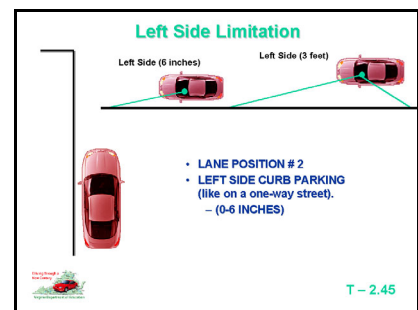 Left Side Limitation
Left Side (6 inches)
Left Side (3 feet)
• LANE POSITION # 2
• LEFT SIDE CURB PARKING
(like on a one-way street).
– (0-6 INCHES)
T – 2.45